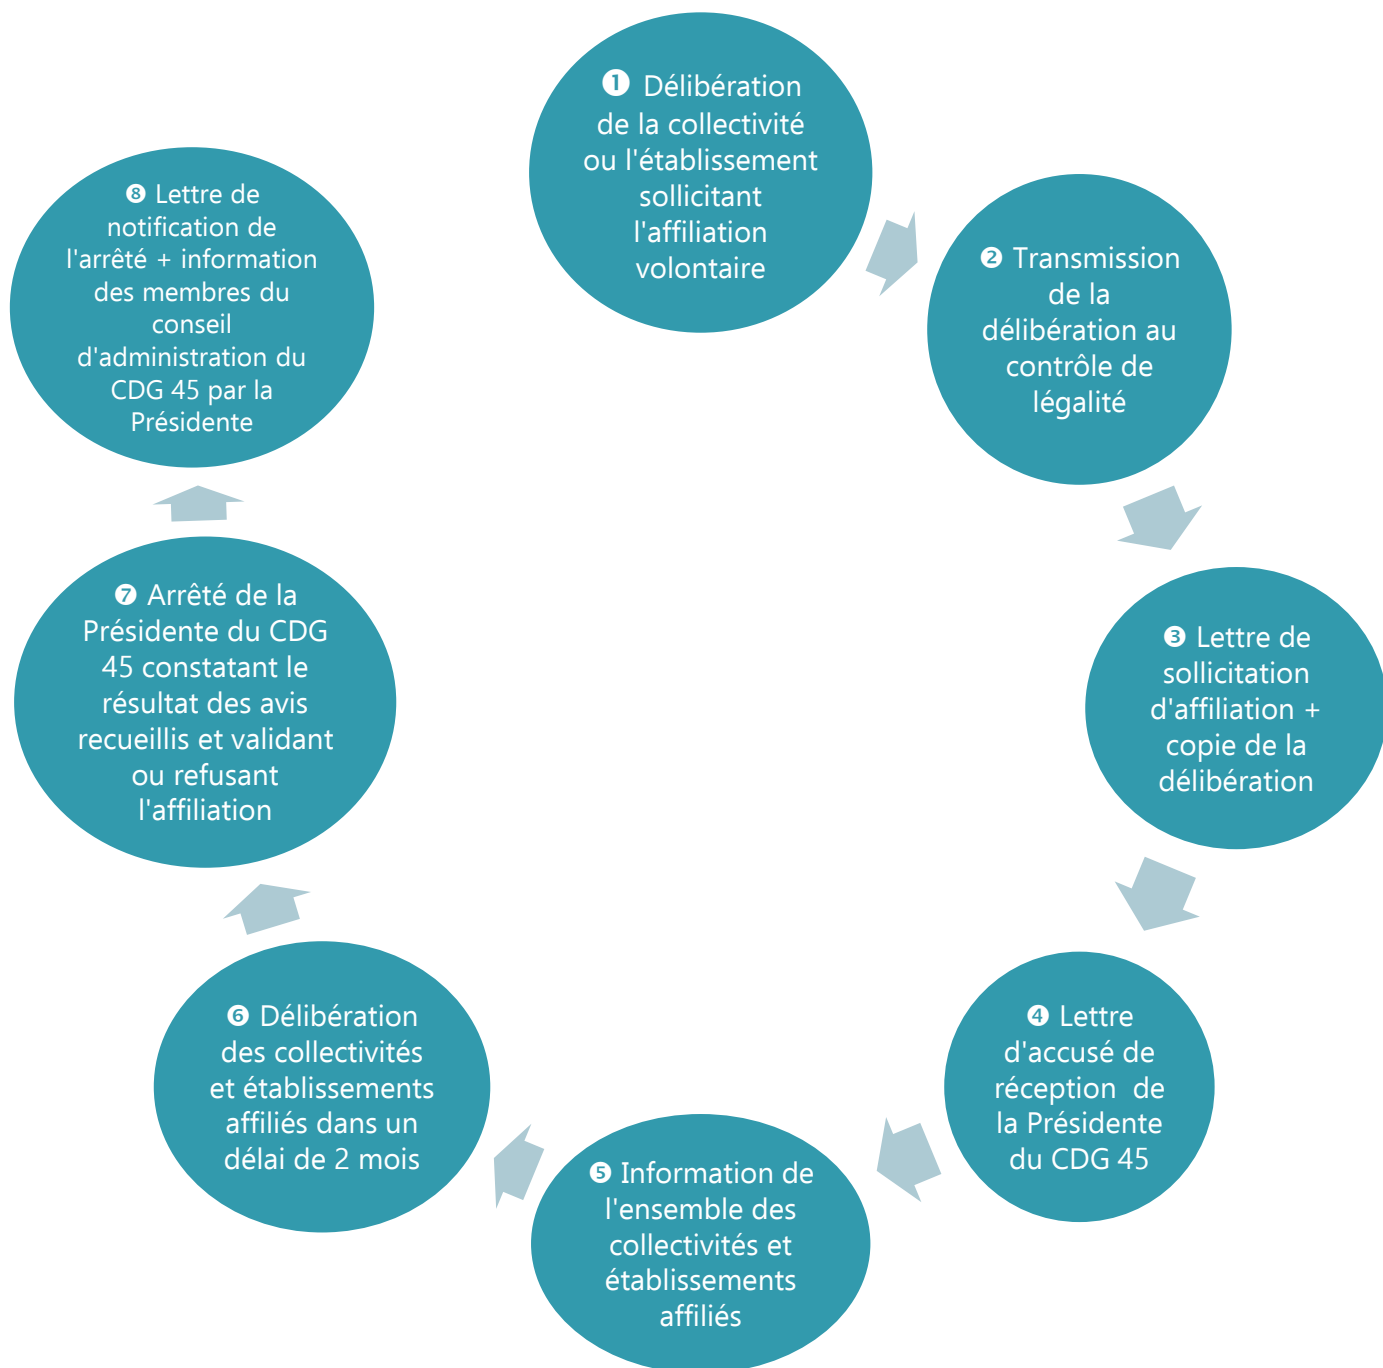 ❶ Délibération
de la collectivité
ou l'établissement
sollicitant
l'affiliation
volontaire
❷ Transmission
de la
délibération au
contrôle de
légalité
❸ Lettre de
sollicitation
d'affiliation +
copie de la
délibération
❹ Lettre
d'accusé de
réception de
la Présidente
du CDG 45
❺ Information de
l'ensemble des
collectivités et
établissements
affiliés
❻ Délibération
des collectivités
et établissements
affiliés dans un
délai de 2 mois
❼ Arrêté de la
Présidente du CDG
45 constatant le
résultat des avis
recueillis et validant
ou refusant
l'affiliation
❽ Lettre de
notification de
l'arrêté + information
des membres du
conseil
d'administration du
CDG 45 par la
Présidente